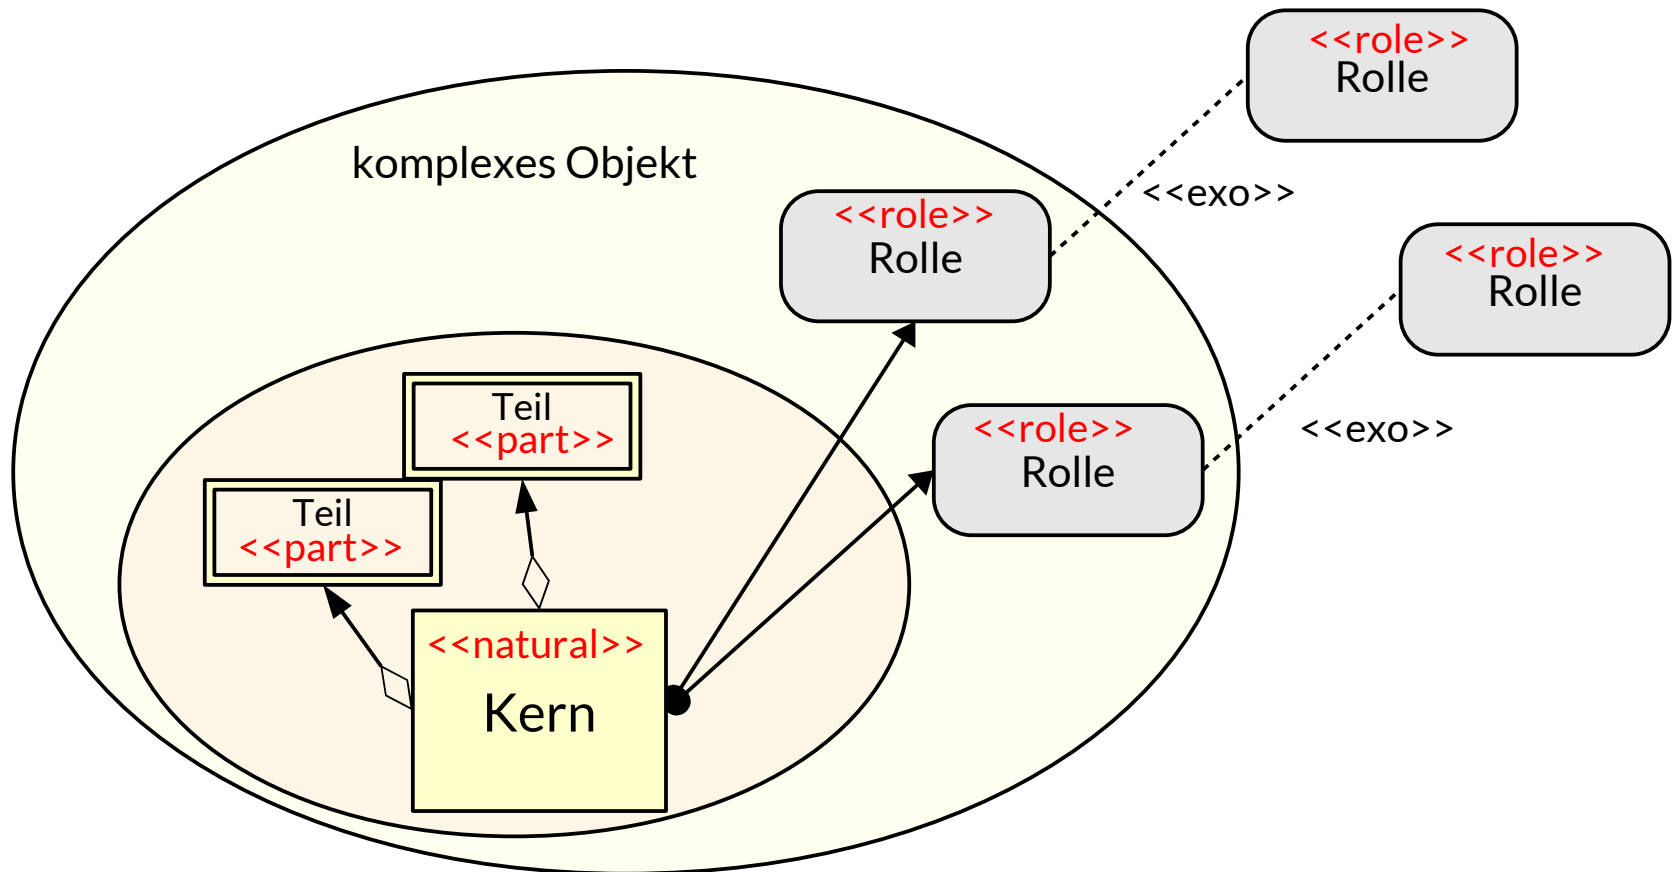 <<role>>
Rolle
komplexes Objekt
<<exo>>
<<role>>
Rolle
<<role>>
Rolle
Teil
<<part>>
<<role>>
Rolle
<<exo>>
Teil
<<part>>
<<natural>>
Kern